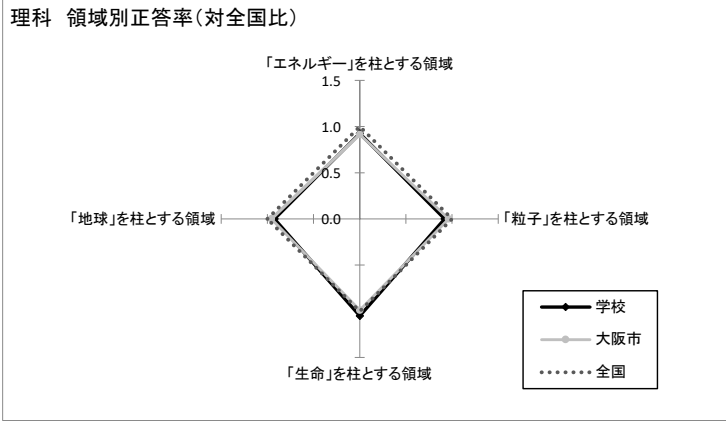 理科 領域別正答率(対全国比)
「エネルギー」を柱とする領域
1.5
1.0
0.5
0.0
「地球」を柱とする領域
「粒子」を柱とする領域
「生命」を柱とする領域
学校
大阪市
全国